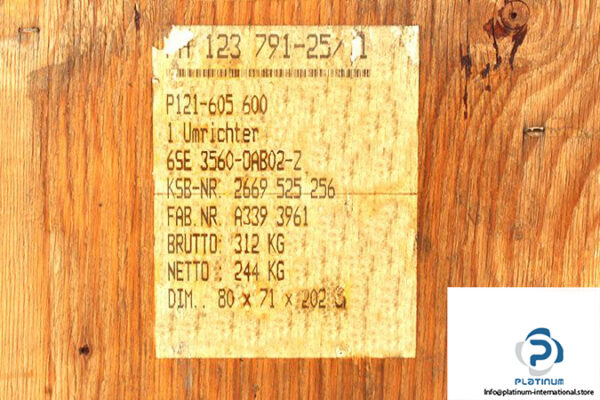 123 791-25/ 1
P121-605 600
1 Umrichter
6SE 3560-0AB02-Z
KSB-NR. 2669 525 256
FAB.NR. A339 3961
BRUTTO: 312 KG
NETTO : 244 KG
DIM.: 80 x 71 x 202
PLATINUM
info@platinum-international.store